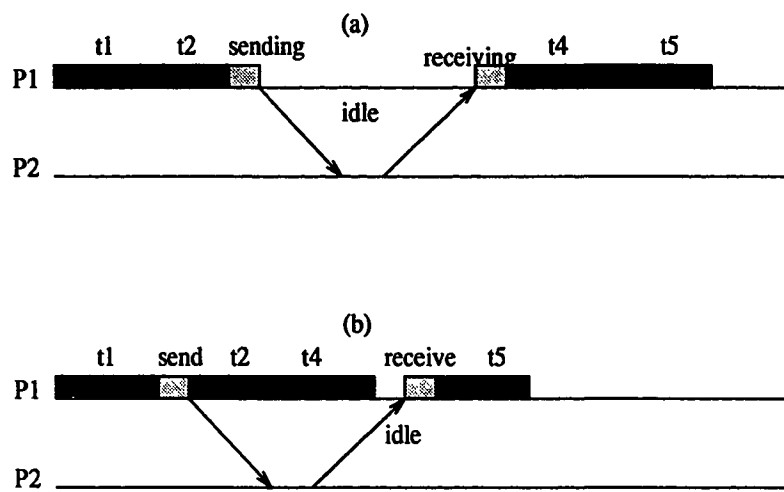 (a)
t1 t2 sending receiving t4 t5
P1
idle
P2
(b)
t1 send t2 t4 receive t5
P1
idle
P2